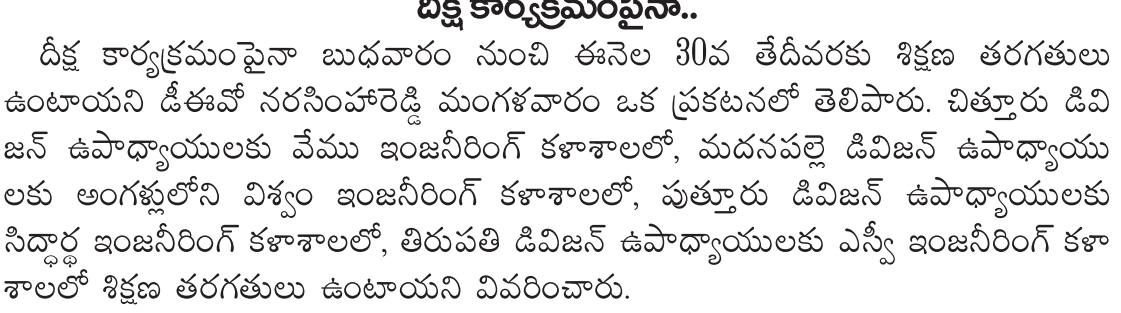 దీక్ష కార్యక్రమంపైనా..
దీక్ష కార్యక్రమంపైనా బుధవారం నుంచి ఈనెల 30వ తేదీవరకు శిక్షణ తరగతులు
ఉంటాయని డీఈవో నరసింహారెడ్డి మంగళవారం ఒక ప్రకటనలో తెలిపారు. చిత్తూరు డివి
జన్ ఉపాధ్యాయులకు వేము ఇంజనీరింగ్ కళాశాలలో, మదనపల్లె డివిజన్ ఉపాధ్యాయు
లకు అంగళ్లులోని విశ్వం ఇంజనీరింగ్ కళాశాలలో, పుత్తూరు డివిజన్ ఉపాధ్యాయులకు
సిద్ధార్థ ఇంజనీరింగ్ కళాశాలలో, తిరుపతి డివిజన్ ఉపాధ్యాయులకు ఎస్వీ ఇంజనీరింగ్ కళా
శాలలో శిక్షణ తరగతులు ఉంటాయని వివరించారు.